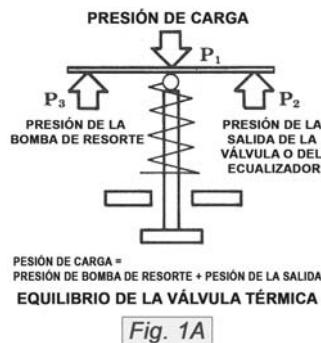 PRESIÓN DE CARGA
P1
P3
P2
PRESIÓN DE LA
BOMBA DE RESORTE
PRESIÓN DE LA
SALIDA DE LA
VÁLVULA O DEL
ECUALIZADOR
PESIÓN DE CARGA =
PRESIÓN DE BOMBA DE RESORTE + PESIÓN DE LA SALIDA
EQUILIBRIO DE LA VÁLVULA TÉRMICA
Fig. 1A